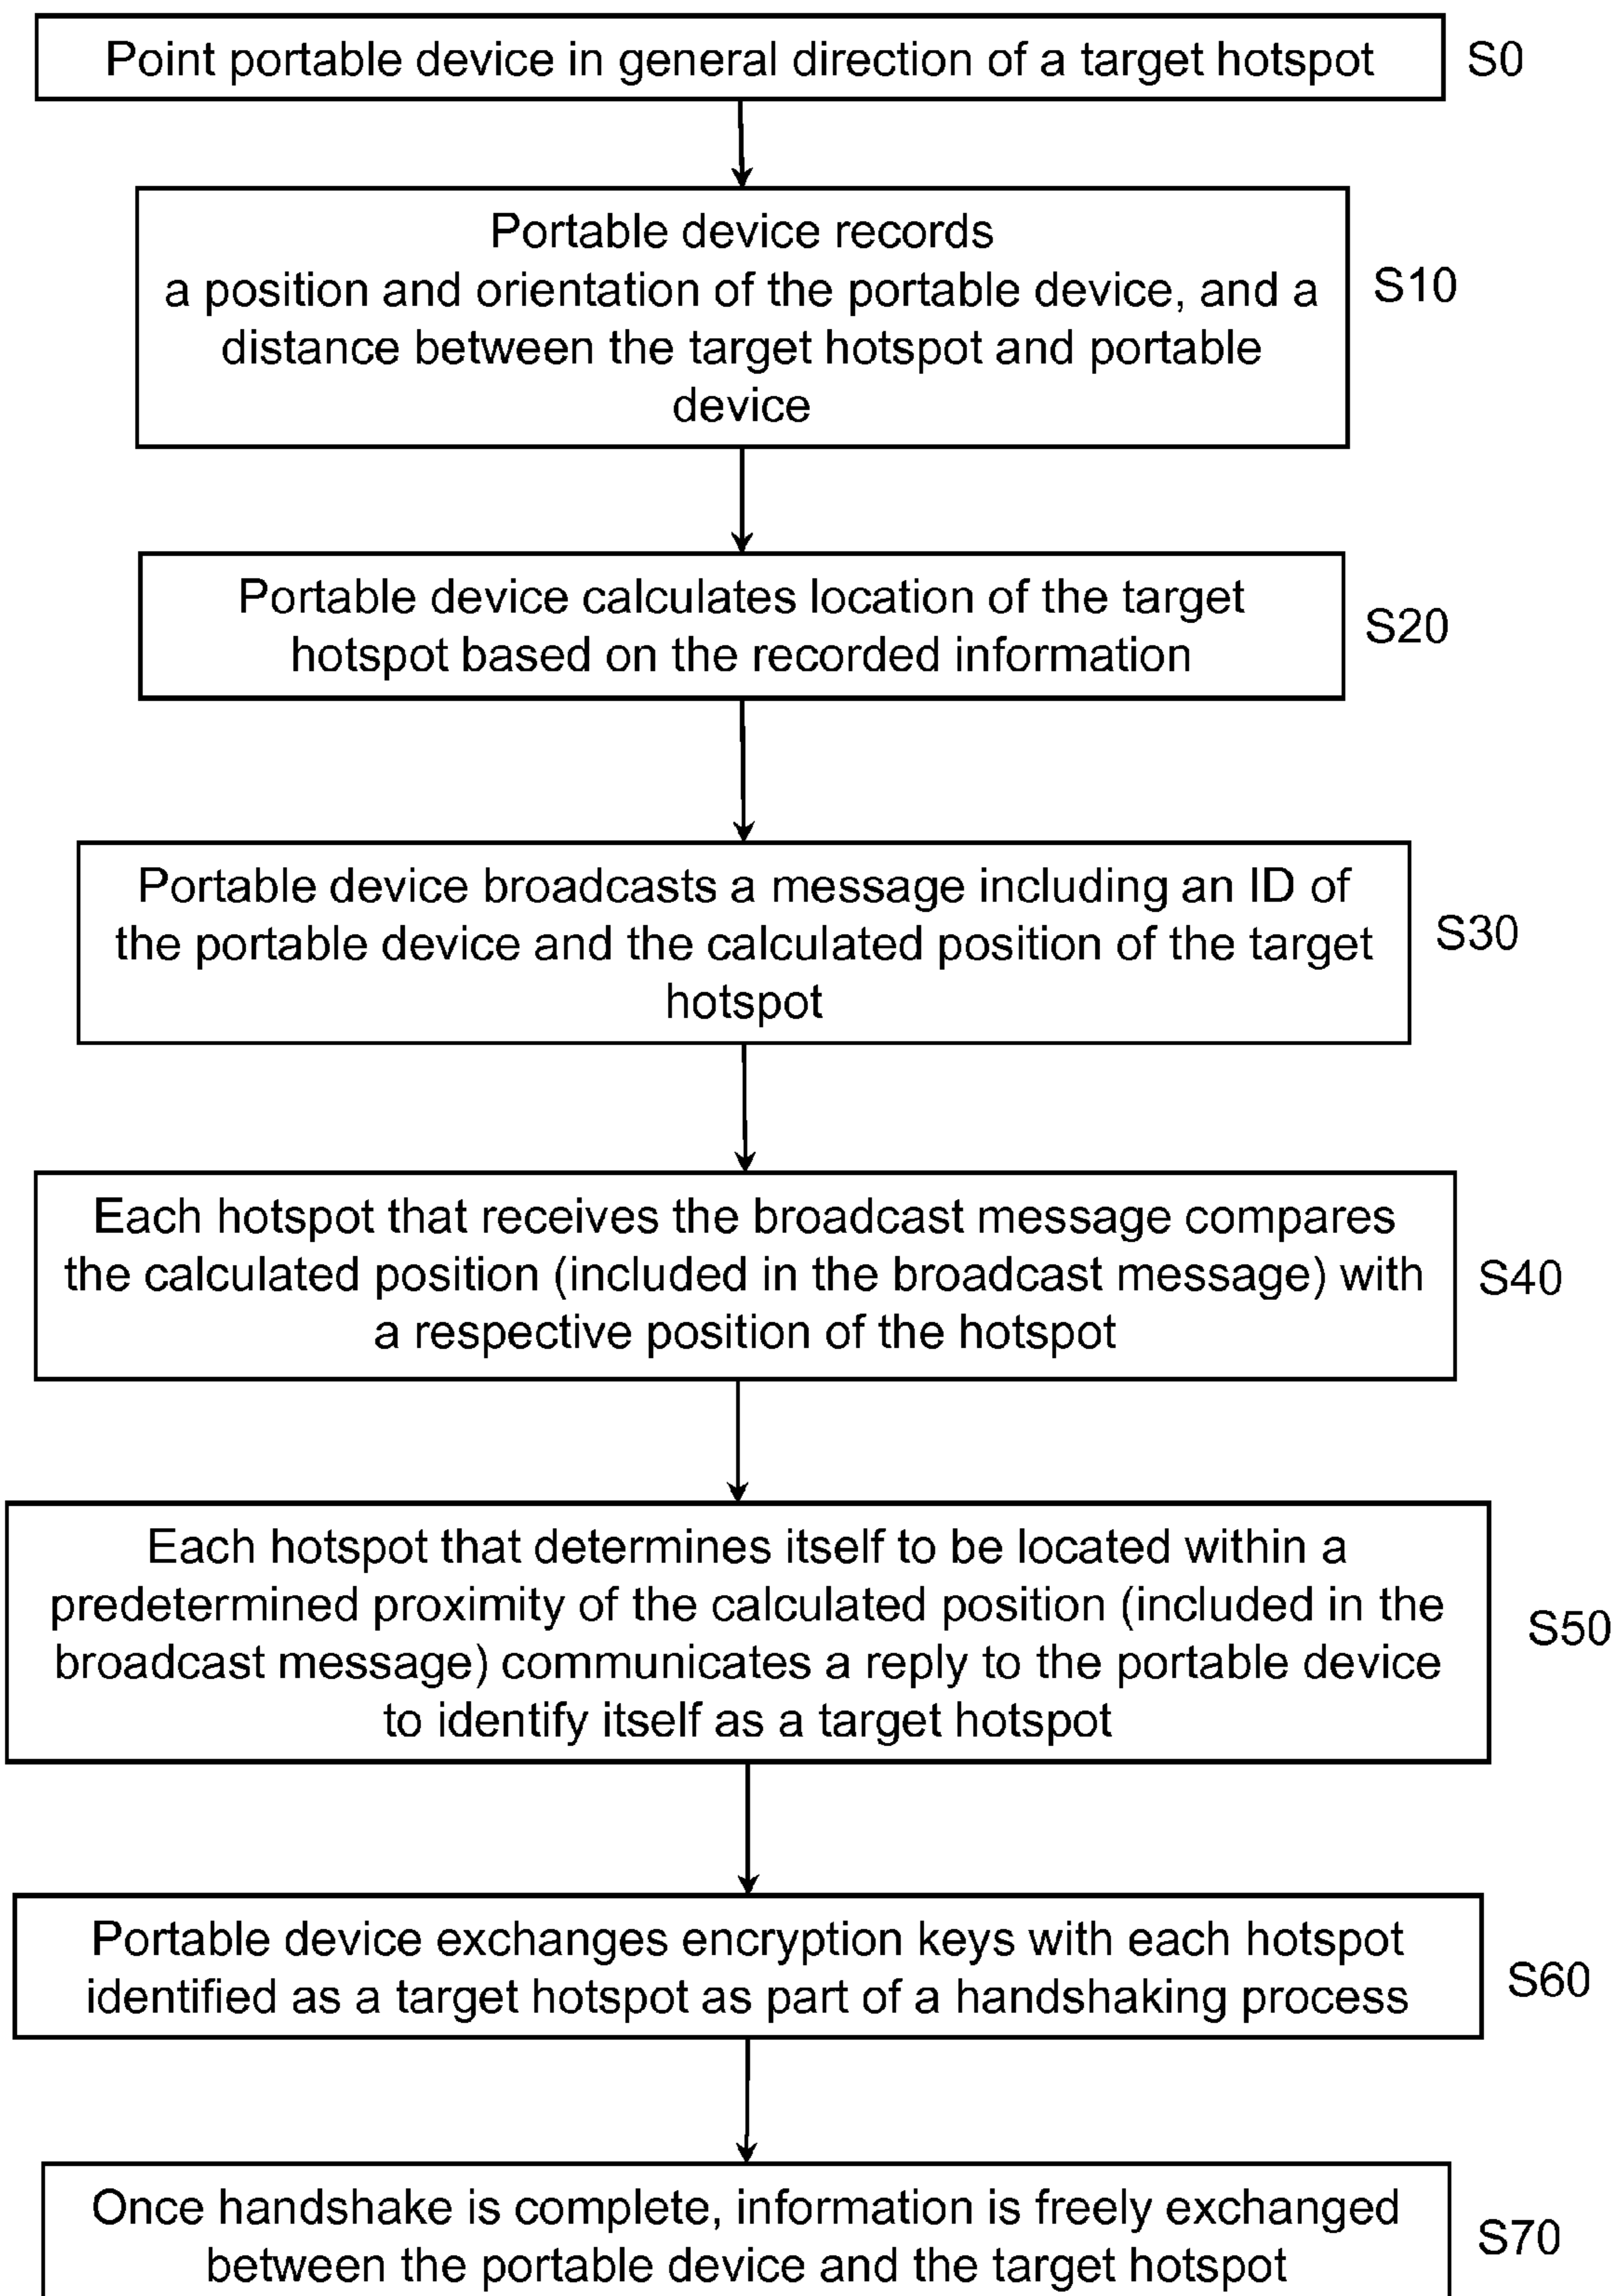 Point portable device in general direction of a target hotspot
S0
Portable device records
a position and orientation of the portable device, and a
distance between the target hotspot and portable
device
S10
Portable device calculates location of the target
hotspot based on the recorded information
S20
Portable device broadcasts a message including an ID of
the portable device and the calculated position of the target
hotspot
S30
Each hotspot that receives the broadcast message compares
the calculated position (included in the broadcast message) with
a respective position of the hotspot
S40
Each hotspot that determines itself to be located within a
predetermined proximity of the calculated position (included in the
broadcast message) communicates a reply to the portable device
to identify itself as a target hotspot
S50
Portable device exchanges encryption keys with each hotspot
identified as a target hotspot as part of a handshaking process
S60
Once handshake is complete, information is freely exchanged
between the portable device and the target hotspot
S70